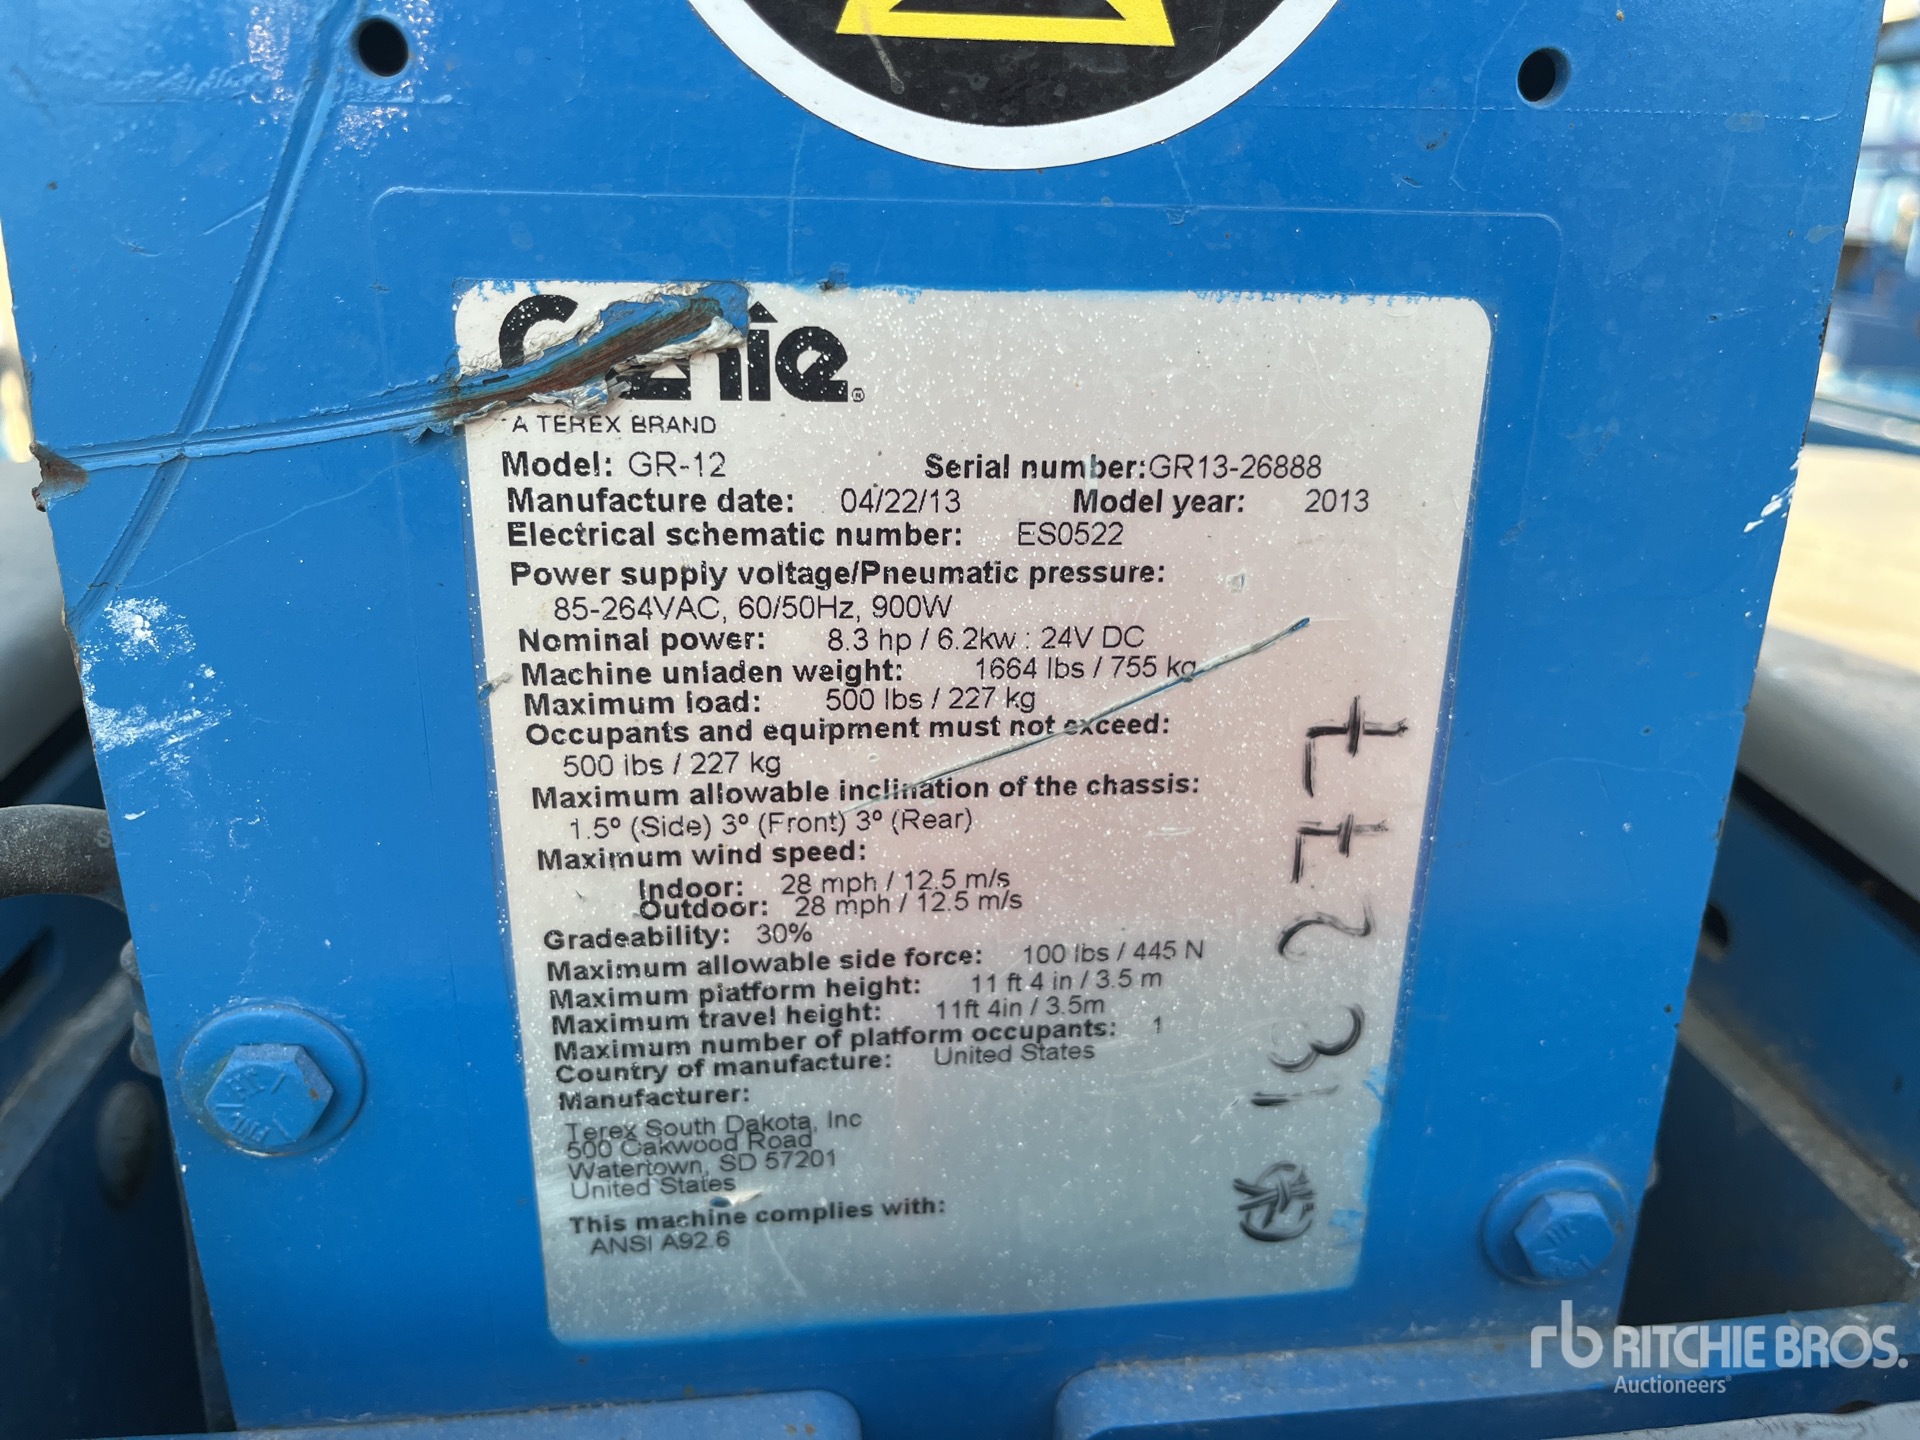 Genie®
A TEREX BRAND
Model: GR-12 Serial number:GR13-26888
Manufacture date: 04/22/13 Model year: 2013
Electrical schematic number: ES0522
Power supply voltage/Pneumatic pressure:
85-264VAC, 60/50Hz, 900W
Nominal power: 8.3 hp / 6.2kw : 24V DC
Machine unladen weight: 1664 lbs / 755 kg
Maximum load: 500 lbs / 227 kg
Occupants and equipment must not exceed:
500 lbs / 227 kg
Maximum allowable inclination of the chassis:
1.5º (Side) 3º (Front) 3º (Rear)
Maximum wind speed:
Indoor: 28 mph / 12.5 m/s
Outdoor: 28 mph / 12.5 m/s
Gradeability: 30%
Maximum allowable side force: 100 lbs / 445 N
Maximum platform height: 11 ft 4 in / 3.5 m
Maximum travel height: 11ft 4in / 3.5m
Maximum number of platform occupants: 1
Country of manufacture: United States
Manufacturer:
Terex South Dakota, Inc
500 Oakwood Road
Watertown, SD 57201
United States
This machine complies with:
ANSI A92.6
rb RITCHIE BROS.
Auctioneers